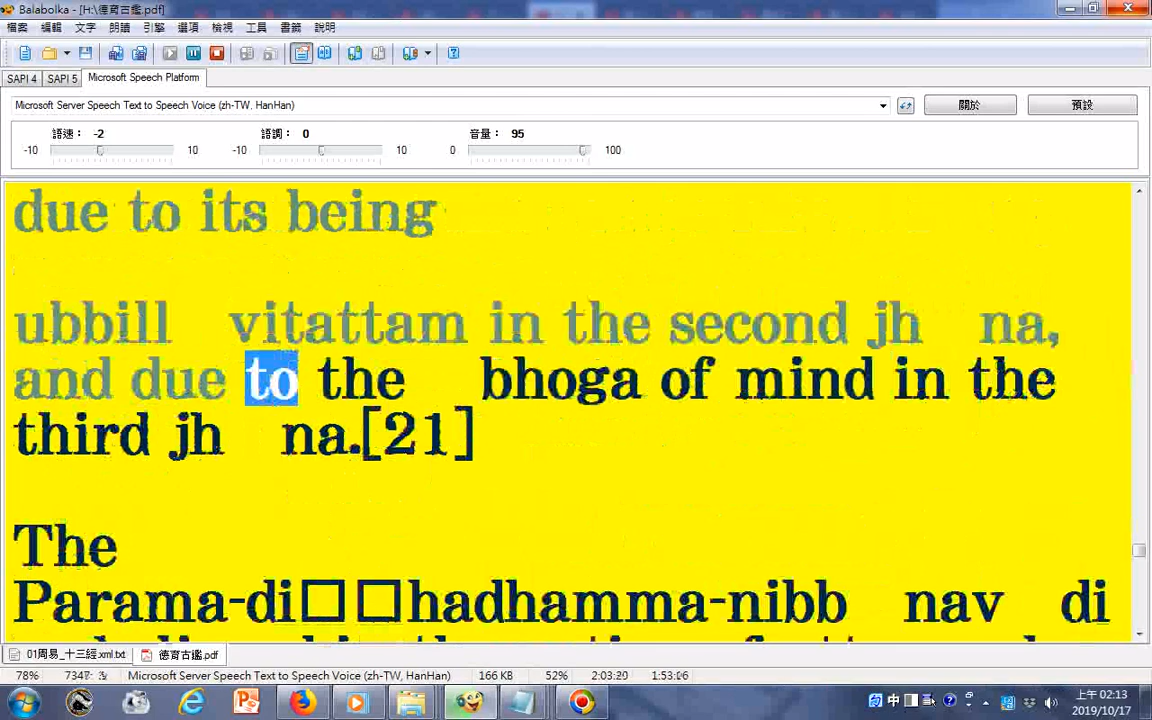 Balabolka - [H:\德育古鑑.pdf]
檔案 編輯 文字 朗讀 引擎 選項 檢視 工具 書籤 說明
SAPI 4 SAPI 5 Microsoft Speech Platform
Microsoft Server Speech Text to Speech Voice (zh-TW, HanHan) 關於 預設
語速： -2 語調： 0 音量： 95
-10 10 -10 10 0 100
due to its being
ubbill vitattam in the second jh na,
and due to the bhoga of mind in the
third jh na.[21]
The
Parama-di□□hadhamma-nibb nav di
01周易_十三經.xml.txt 德育古鑑.pdf
78% Microsoft Server Speech Text to Speech Voice (zh-TW, HanHan) 166 KB 52% 2:03:20 1:53:06
中 上午 02:13
2019/10/17